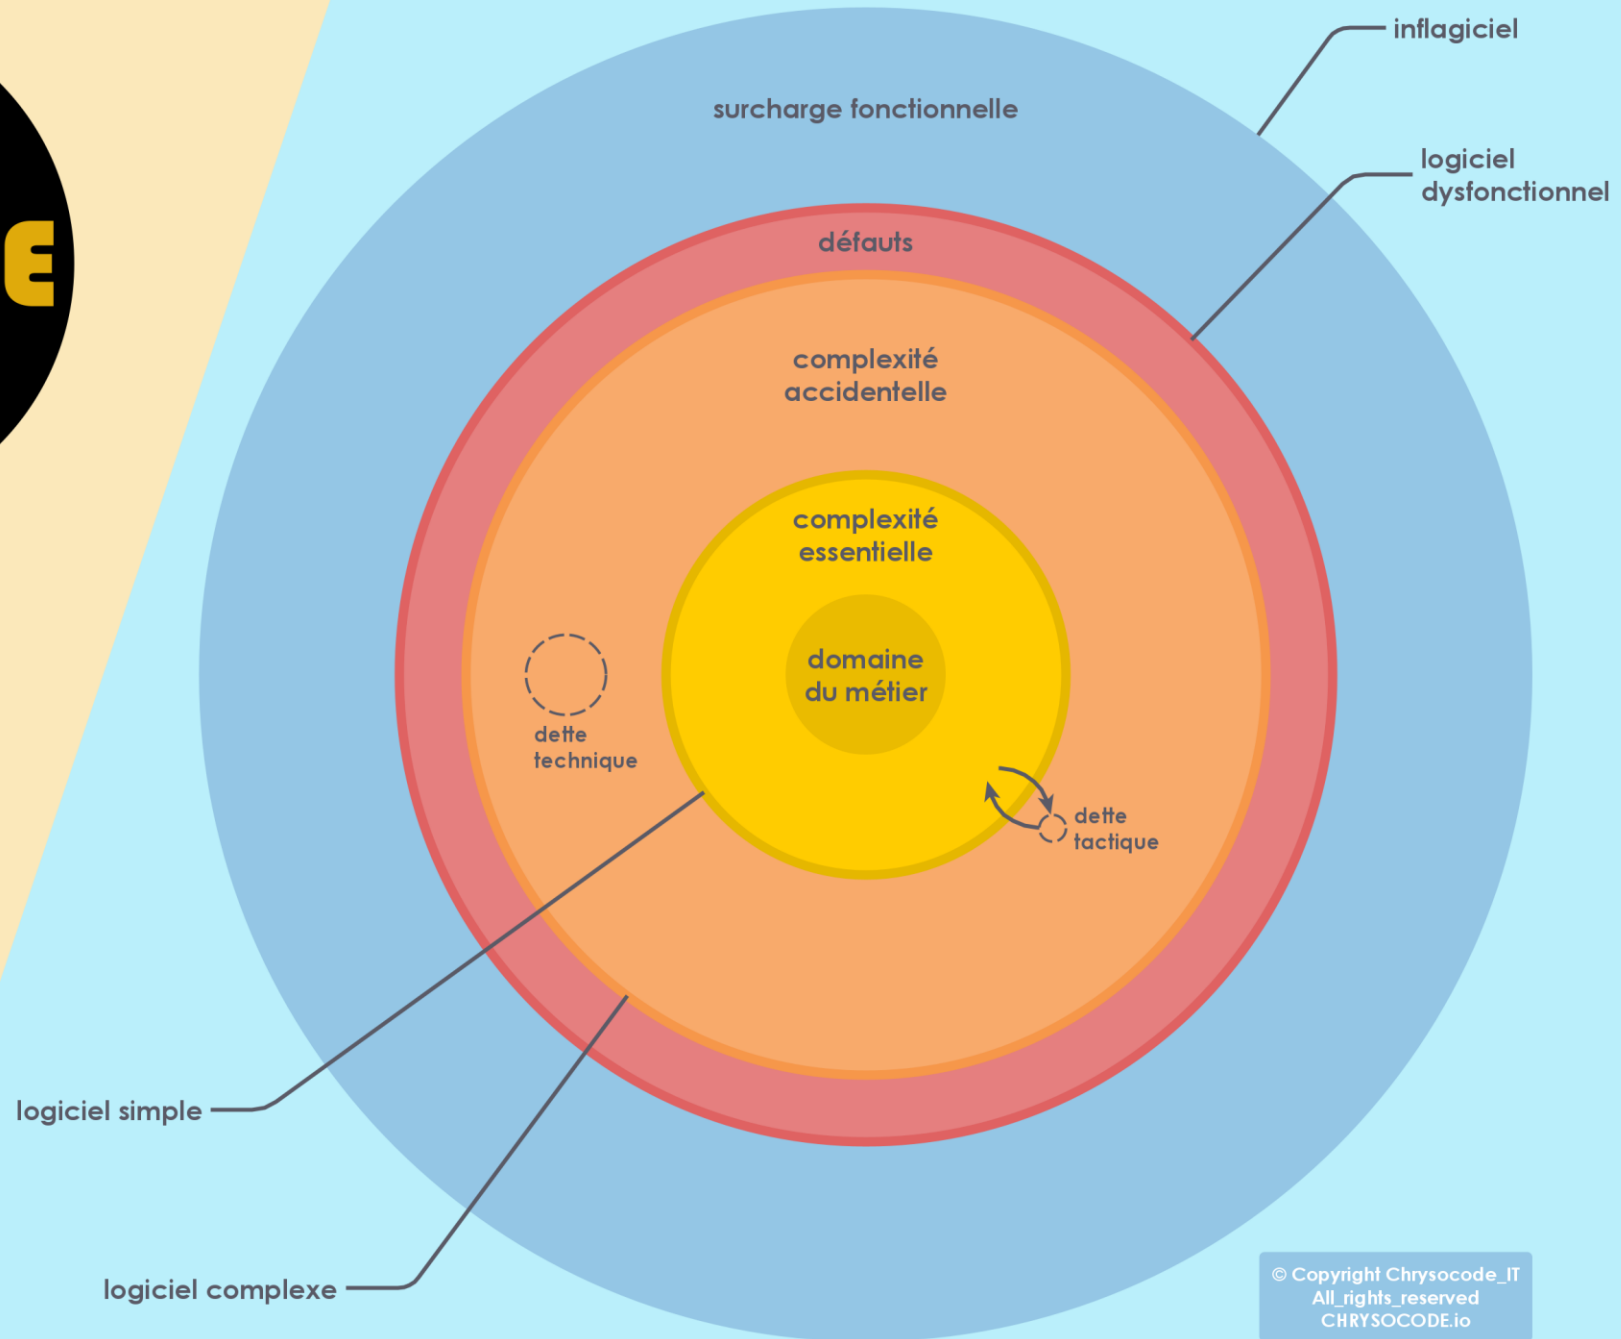 inflagiciel
surcharge fonctionnelle
logiciel
dysfonctionnel
défauts
complexité
accidentelle
complexité
essentielle
domaine
du métier
dette
technique
dette
tactique
logiciel simple
logiciel complexe
E
© Copyright Chrysocode_IT
All_rights_reserved
CHRYSOCODE.io